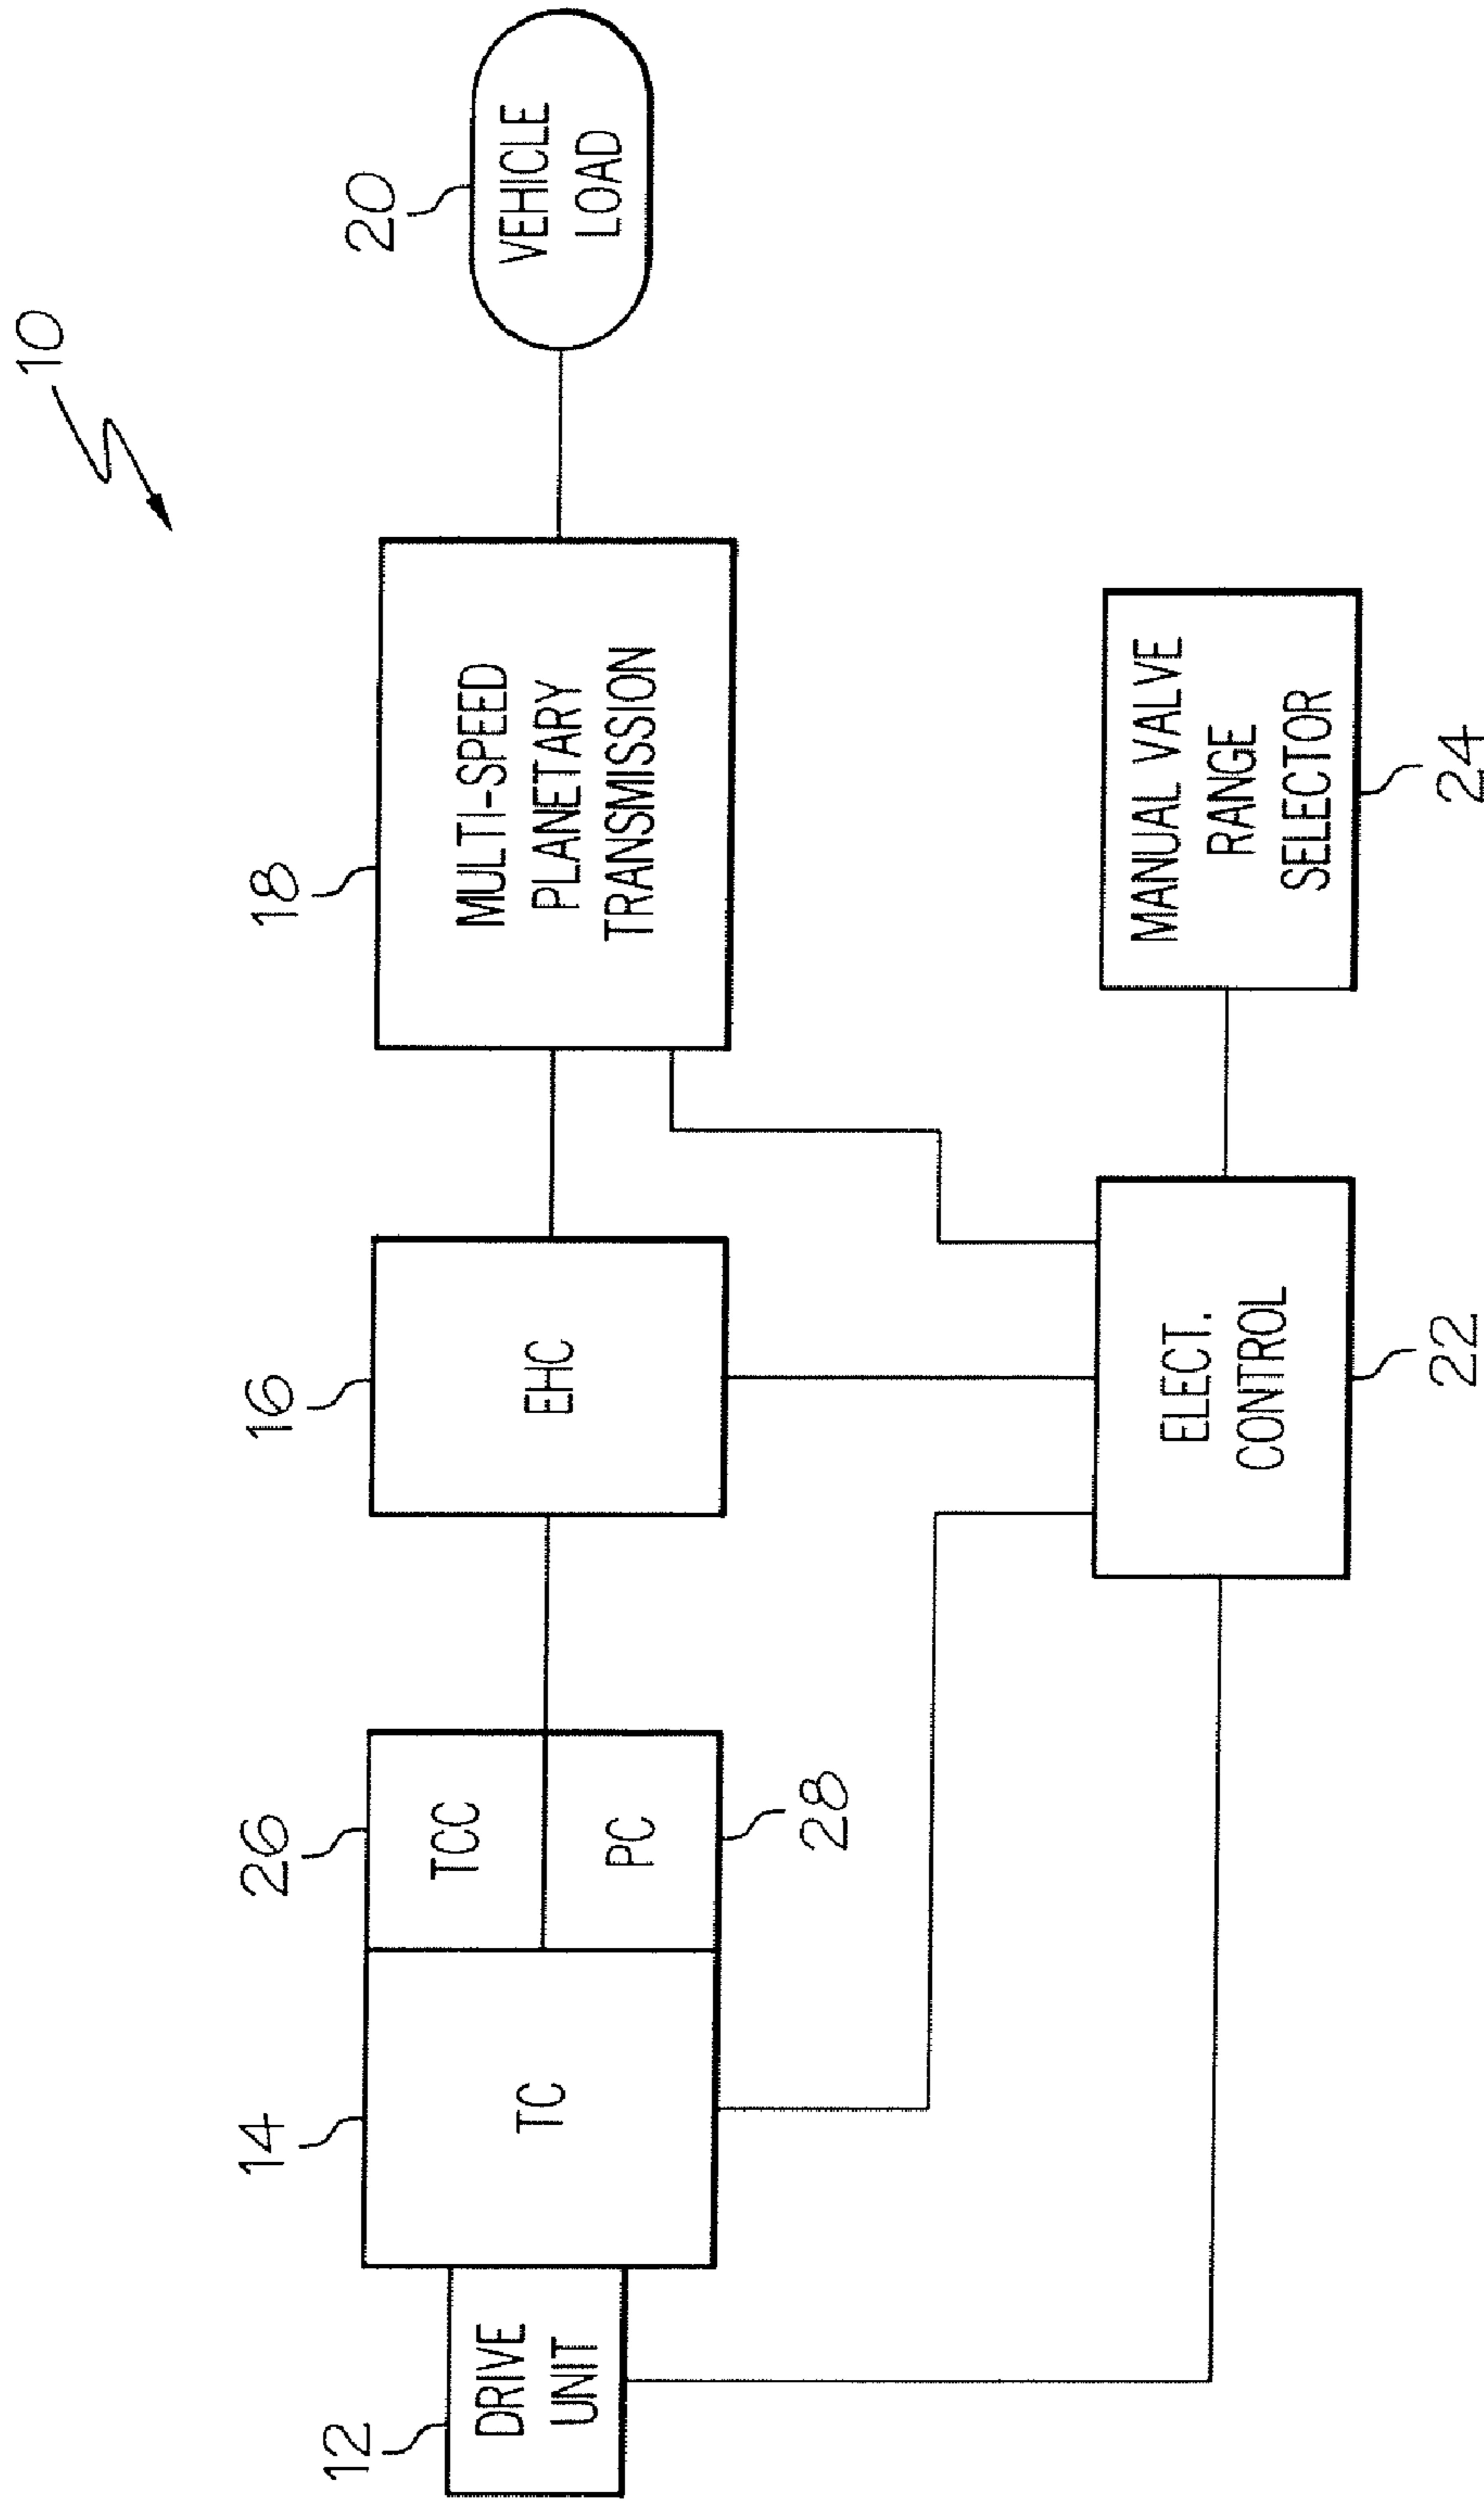 10
12
DRIVE
UNIT
14
TC
26
TCC
PC
28
16
EHC
18
MULTI-SPEED
PLANETARY
TRANSMISSION
20
VEHICLE
LOAD
ELECT.
CONTROL
22
MANUAL VALVE
RANGE
SELECTOR
24